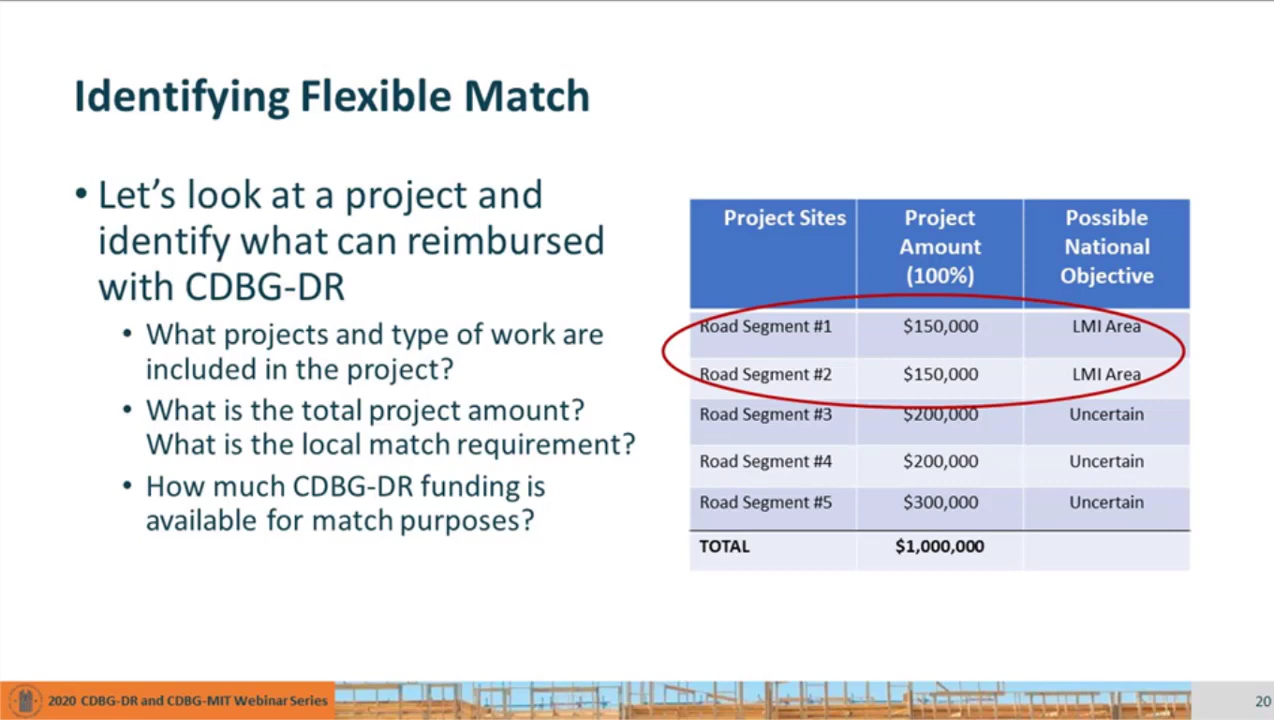 Identifying Flexible Match
• Let's look at a project and
identify what can reimbursed
with CDBG-DR
• What projects and type of work are
included in the project?
• What is the total project amount?
What is the local match requirement?
• How much CDBG-DR funding is
available for match purposes?
Project Sites Project Amount (100%) Possible National Objective
Road Segment #1 $150,000 LMI Area
Road Segment #2 $150,000 LMI Area
Road Segment #3 $200,000 Uncertain
Road Segment #4 $200,000 Uncertain
Road Segment #5 $300,000 Uncertain
TOTAL $1,000,000
2020 CDBG-DR and CDBG-MIT Webinar Series
20